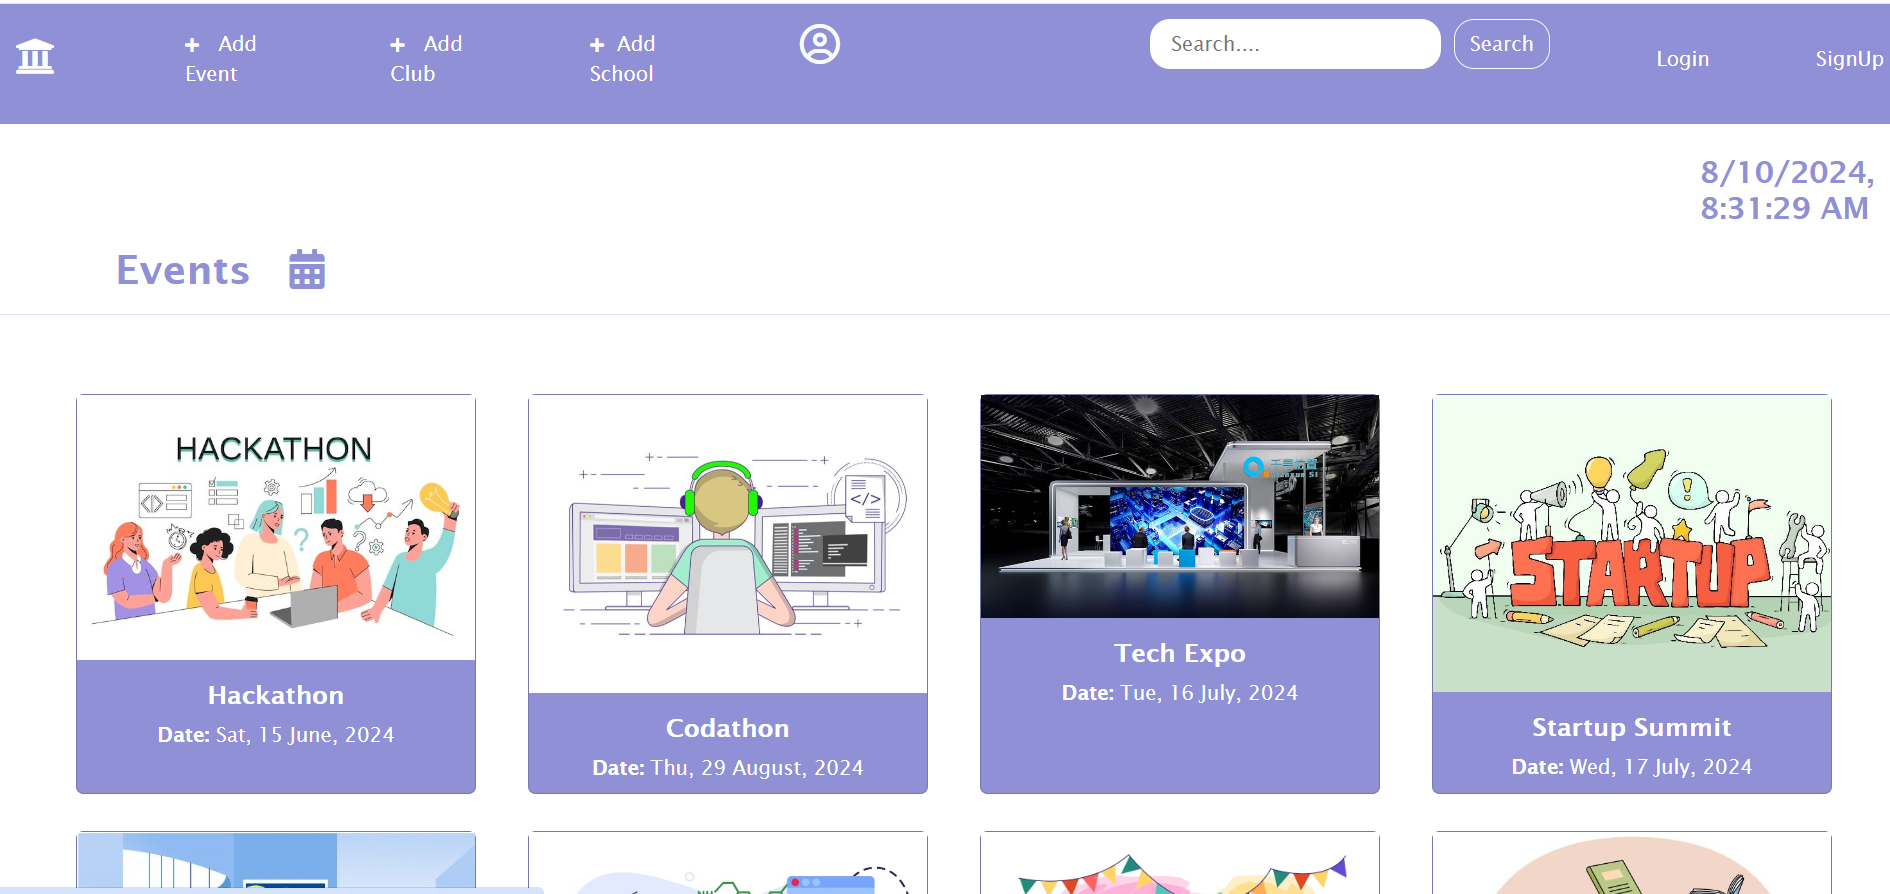 + Add
Event
+ Add
Club
+ Add
School
Search....
Search
Login
SignUp
8/10/2024,
8:31:29 AM
Events
HACKATHON
Hackathon
Date: Sat, 15 June, 2024
</>
Codathon
Date: Thu, 29 August, 2024
Tech Expo
Date: Tue, 16 July, 2024
STARTUP
Startup Summit
Date: Wed, 17 July, 2024